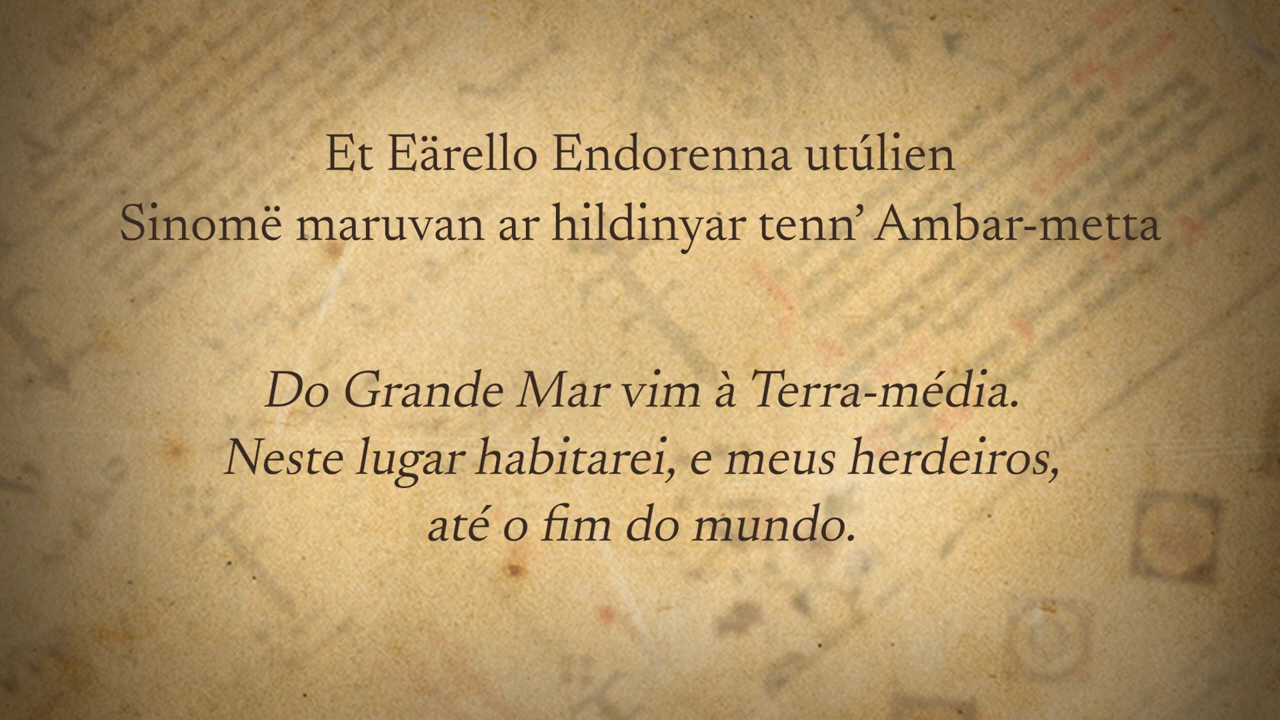 Et Eärello Endorenna utúlien
Sinomë maruvan ar hildinyar tenn’ Ambar-metta
Do Grande Mar vim à Terra-média.
Neste lugar habitarei, e meus herdeiros,
até o fim do mundo.